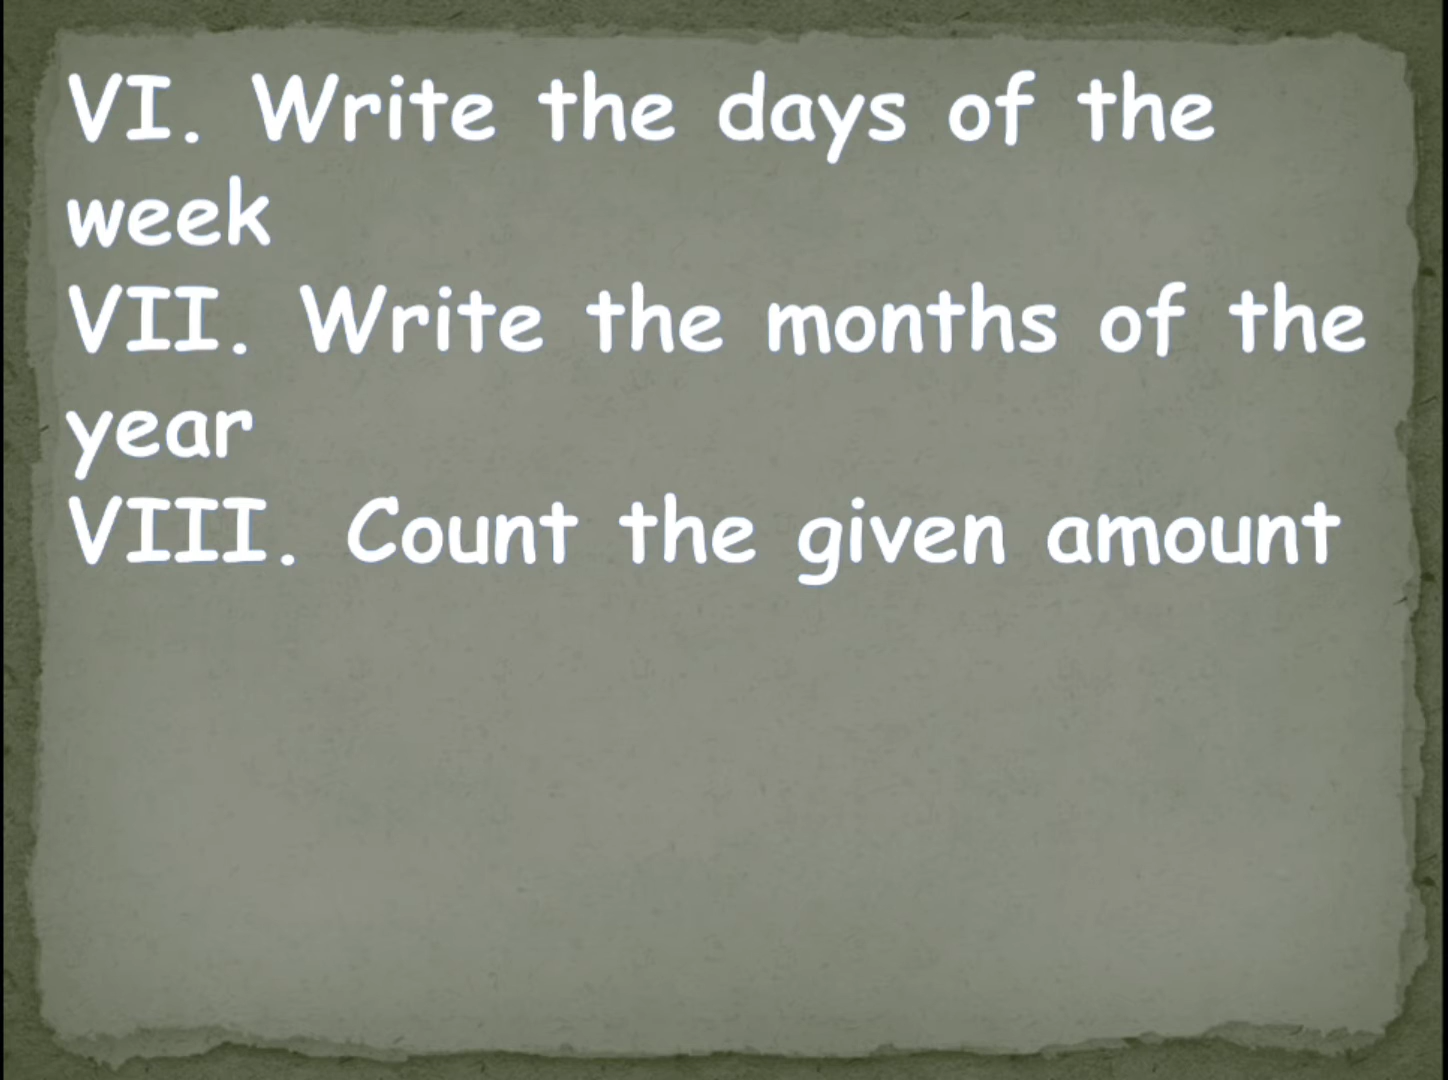 VI. Write the days of the
week
VII. Write the months of the
year
VIII. Count the given amount